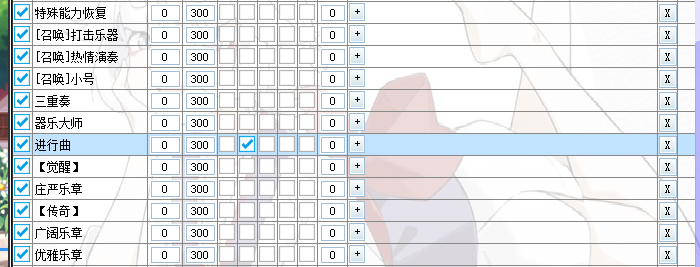 特殊能力恢复 0 300 0 + X
[召唤]打击乐器 0 300 0 + X
[召唤]热情演奏 0 300 0 + X
[召唤]小号 0 300 0 + X
三重奏 0 300 0 + X
器乐大师 0 300 0 + X
进行曲 0 300 0 + X
【觉醒】 0 300 0 + X
庄严乐章 0 300 0 + X
【传奇】 0 300 0 + X
广阔乐章 0 300 0 + X
优雅乐章 0 300 0 + X